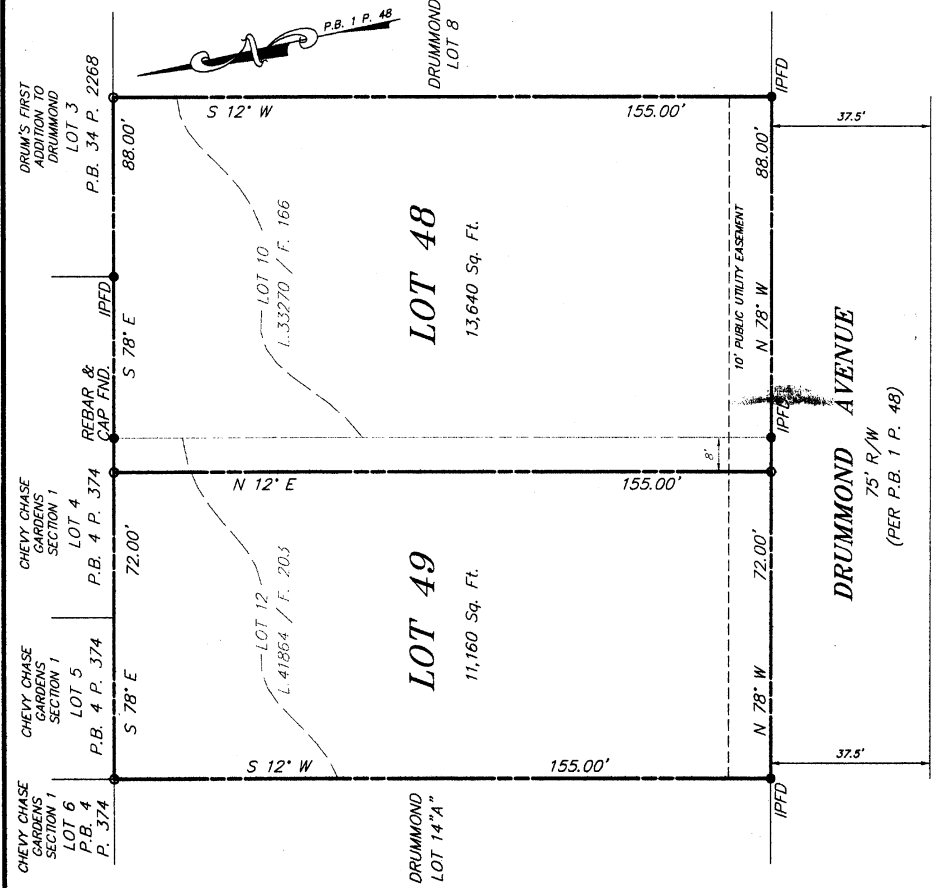 CHEVY CHASE
GARDENS
SECTION 1
LOT 6
P.B. 4
P. 374
CHEVY CHASE
GARDENS
SECTION 1
LOT 5
P.B. 4 P. 374
CHEVY CHASE
GARDENS
SECTION 1
LOT 4
P.B. 4 P. 374
DRUM'S FIRST
ADDITION TO
DRUMMOND
LOT 3
P.B. 34 P. 2268
P.B. 1 P. 48
DRUMMOND
LOT 8
REBAR &
CAP FND.
IPFD
S 78° E
72.00'
S 78° E
88.00'
S 12° W
155.00'
IPFD
37.5'
LOT 10
L.33270 / F. 166
LOT 48
13,640 Sq. Ft.
88.00'
10' PUBLIC UTILITY EASEMENT
N 78° W
IPFD
8'
N 12° E
155.00'
LOT 12
L.41864 / F. 203
LOT 49
11,160 Sq. Ft.
72.00'
N 78° W
S 12° W
155.00'
IPFD
37.5'
DRUMMOND
LOT 14"A"
DRUMMOND AVENUE
75' R/W
(PER P.B. 1 P. 48)